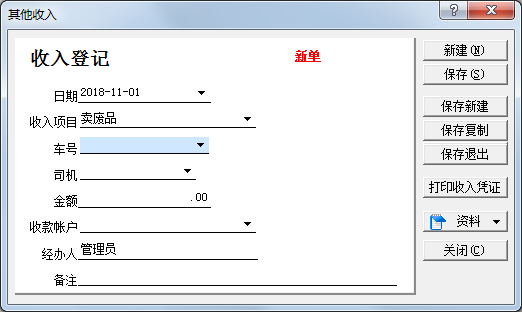 其他收入
收入登记
新单
日期 2018-11-01
收入项目 卖废品
车号
司机
金额 .00
收款帐户
经办人 管理员
备注
新建(N)
保存(S)
保存新建
保存复制
保存退出
打印收入凭证
资料
关闭(C)